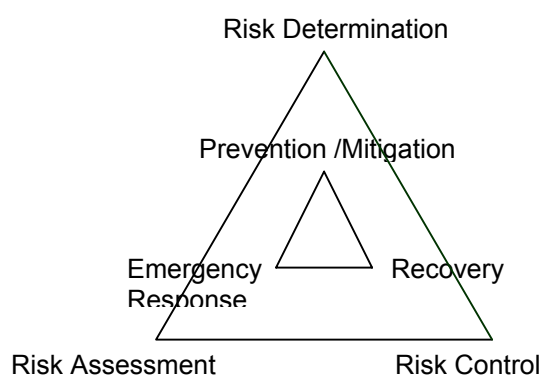 Risk Determination
Prevention /Mitigation
Emergency Recovery
Response
Risk Assessment Risk Control